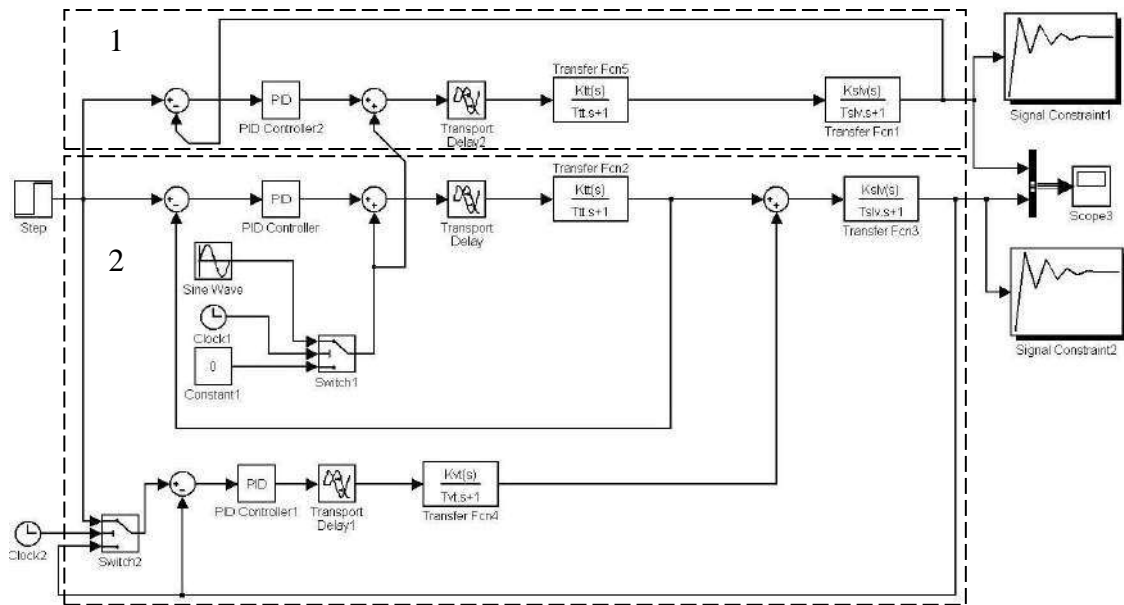 1
Transfer Fcn5
Ktt(s)
Ttt.s+1
Kslv(s)
Tslv.s+1
Transfer Fcn1
PID
PID Controller2
Transport
Delay2
Signal Constraint1
Step
PID
PID Controller
Transport
Delay
Transfer Fcn2
Ktt(s)
Ttt.s+1
Kslv(s)
Tslv.s+1
Transfer Fcn3
Scope3
2
Sine Wave
Clock1
0
Constant1
Switch1
Signal Constraint2
PID
PID Controller1
Transport
Delay1
Kvt(s)
Tvt.s+1
Transfer Fcn4
Clock2
Switch2